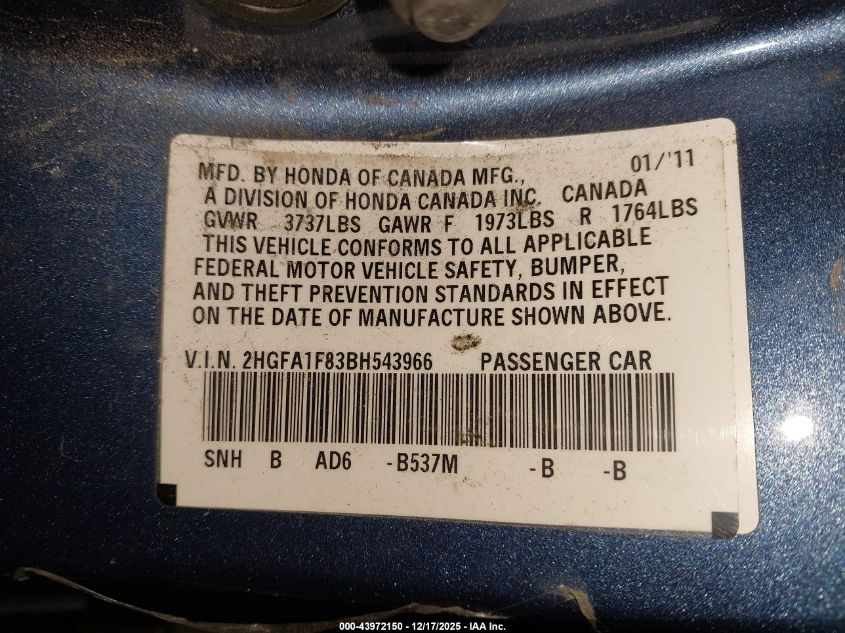 MFD. BY HONDA OF CANADA MFG., 01/'11
A DIVISION OF HONDA CANADA INC. CANADA
GVWR 3737LBS GAWR F 1973LBS R 1764LBS
THIS VEHICLE CONFORMS TO ALL APPLICABLE
FEDERAL MOTOR VEHICLE SAFETY, BUMPER,
AND THEFT PREVENTION STANDARDS IN EFFECT
ON THE DATE OF MANUFACTURE SHOWN ABOVE.
V.I.N. 2HGFA1F83BH543966 PASSENGER CAR
SNH B AD6 -B537M -B -B
000-43972150 - 12/17/2025 - IAA Inc.